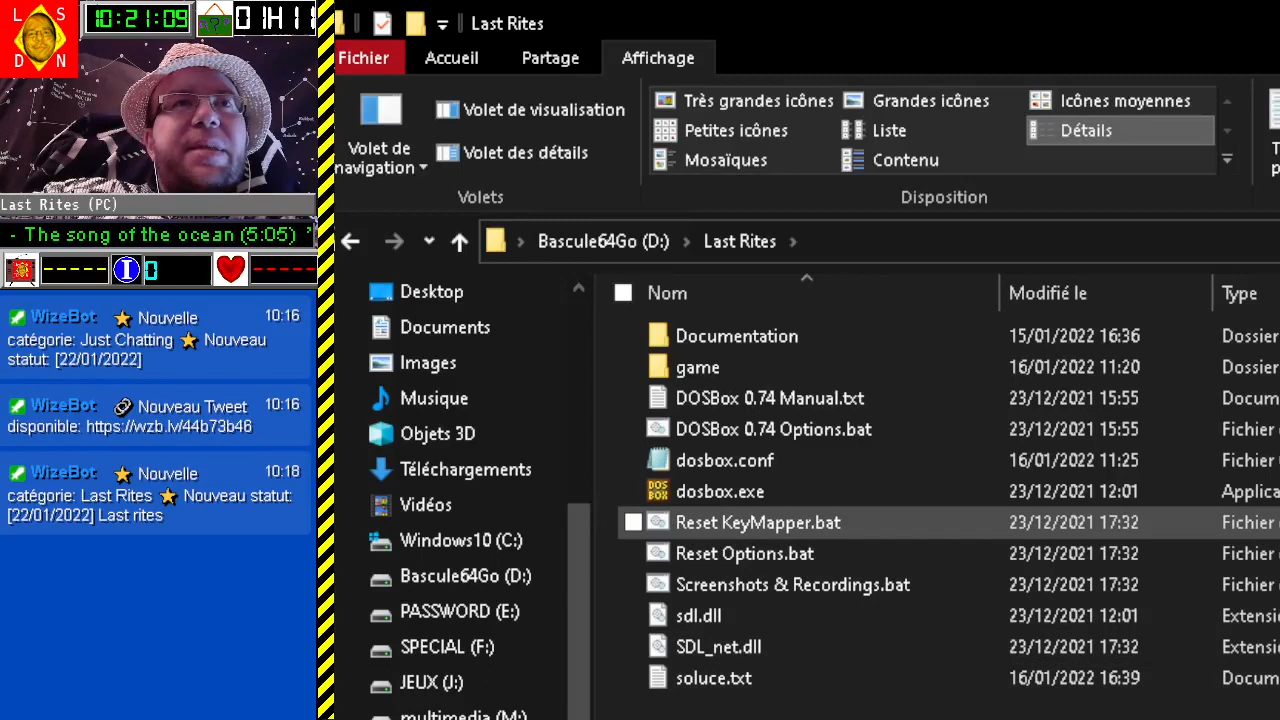 L S
D N
10:21:09
01H11
Last Rites (PC)
- The song of the ocean (5:05)
-----
0
-----
WizeBot ⭐ Nouvelle 10:16
catégorie: Just Chatting ⭐ Nouveau
statut: [22/01/2022]
WizeBot Nouveau Tweet 10:16
disponible: https://wzb.lv/44b73b46
WizeBot ⭐ Nouvelle 10:18
catégorie: Last Rites ⭐ Nouveau statut:
[22/01/2022] Last rites
Last Rites
Fichier Accueil Partage Affichage
Volet de navigation
Volet de visualisation
Volet des détails
Volets
Très grandes icônes Grandes icônes Icônes moyennes
Petites icônes Liste Détails
Mosaïques Contenu
Disposition
Bascule64Go (D:) > Last Rites >
Desktop
Documents
Images
Musique
Objets 3D
Téléchargements
Vidéos
Windows10 (C:)
Bascule64Go (D:)
PASSWORD (E:)
SPECIAL (F:)
JEUX (J:)
multimedia (M:)
Nom Modifié le Type
Documentation 15/01/2022 16:36 Dossier
game 16/01/2022 11:20 Dossier
DOSBox 0.74 Manual.txt 23/12/2021 15:55 Docum
DOSBox 0.74 Options.bat 23/12/2021 15:55 Fichier
dosbox.conf 16/01/2022 11:25 Fichier
dosbox.exe 23/12/2021 12:01 Applica
Reset KeyMapper.bat 23/12/2021 17:32 Fichier
Reset Options.bat 23/12/2021 17:32 Fichier
Screenshots & Recordings.bat 23/12/2021 17:32 Fichier
sdl.dll 23/12/2021 12:01 Extensio
SDL_net.dll 23/12/2021 17:32 Extensio
soluce.txt 16/01/2022 16:39 Docum